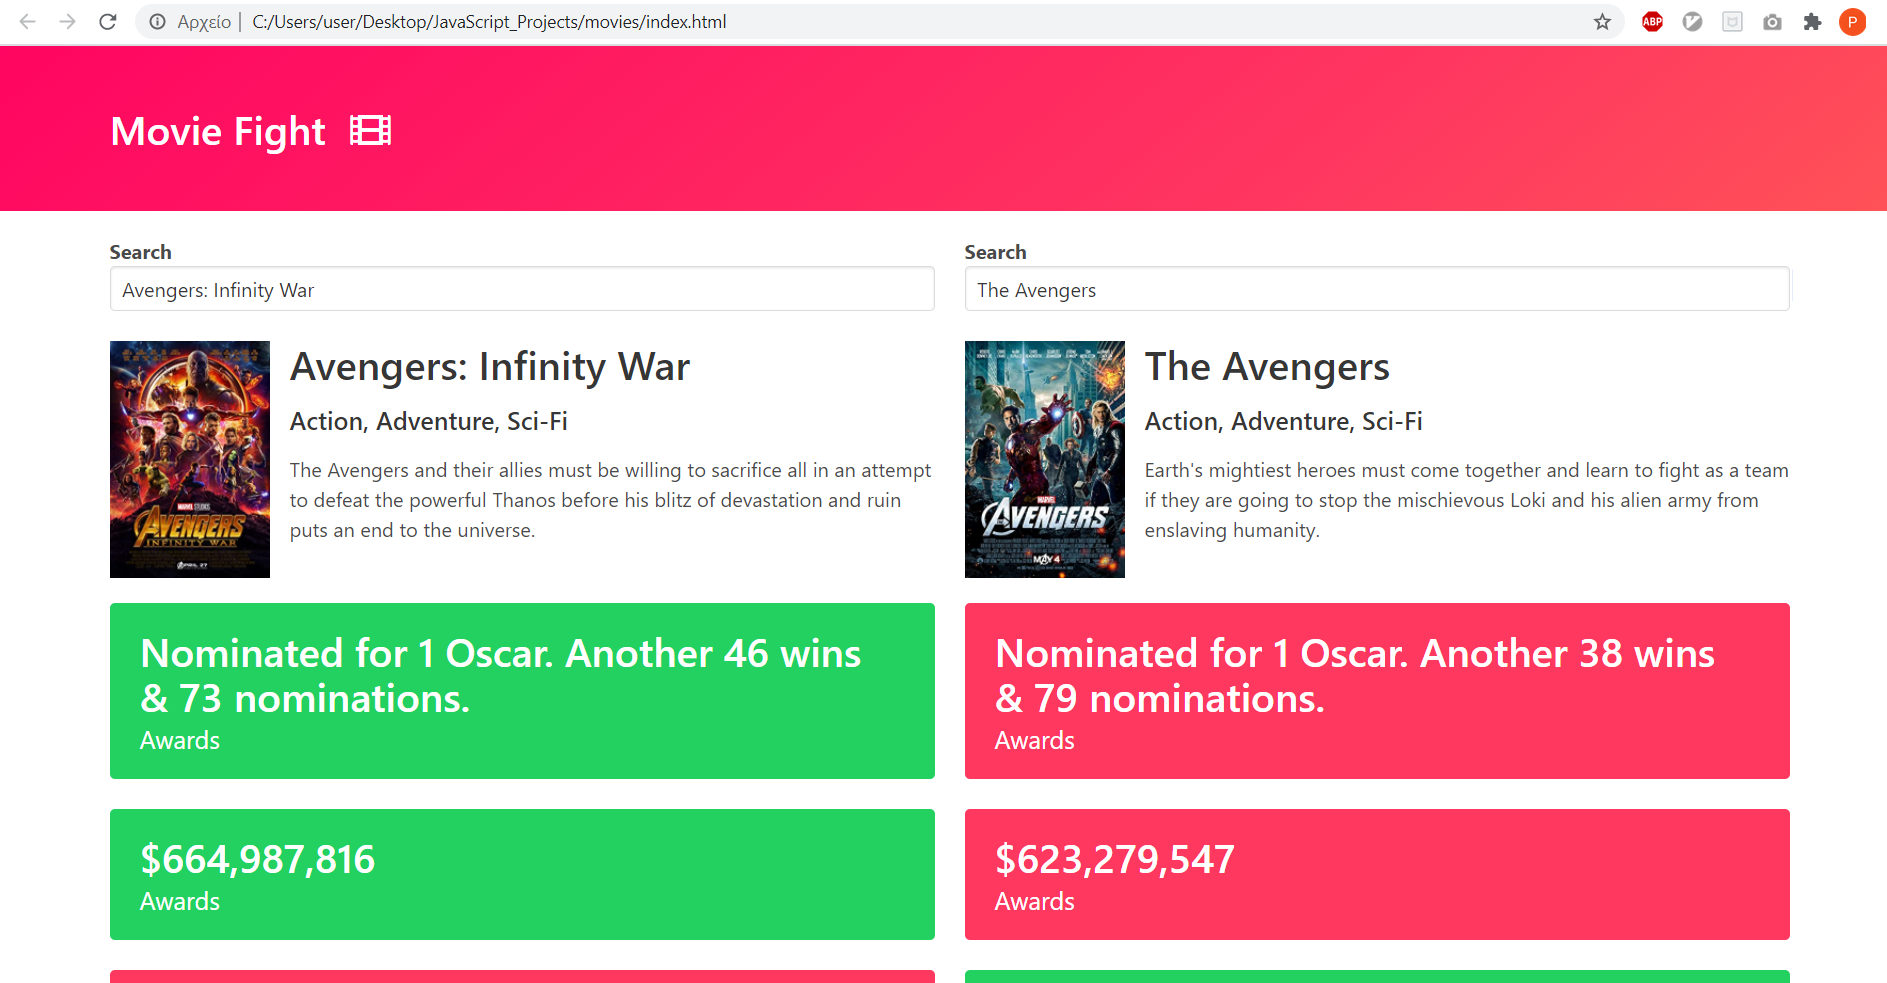 Αρχείο | C:/Users/user/Desktop/JavaScript_Projects/movies/index.html
ABP
P
Movie Fight
Search
Avengers: Infinity War
Search
The Avengers
Avengers: Infinity War
Action, Adventure, Sci-Fi
The Avengers and their allies must be willing to sacrifice all in an attempt
to defeat the powerful Thanos before his blitz of devastation and ruin
puts an end to the universe.
MARVEL STUDIOS
AVENGERS
INFINITY WAR
APRIL 27
The Avengers
Action, Adventure, Sci-Fi
Earth's mightiest heroes must come together and learn to fight as a team
if they are going to stop the mischievous Loki and his alien army from
enslaving humanity.
MARVEL
AVENGERS
MAY 4
Nominated for 1 Oscar. Another 46 wins
& 73 nominations.
Awards
Nominated for 1 Oscar. Another 38 wins
& 79 nominations.
Awards
$664,987,816
Awards
$623,279,547
Awards